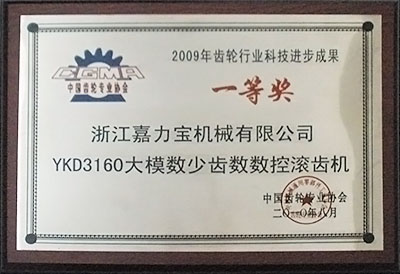 CGMA
中国齿轮专业协会
2009年齿轮行业科技进步成果
一等奖
浙江嘉力宝机械有限公司
YKD3160大模数少齿数数控滚齿机
中国齿轮专业协会
二〇一〇年八月